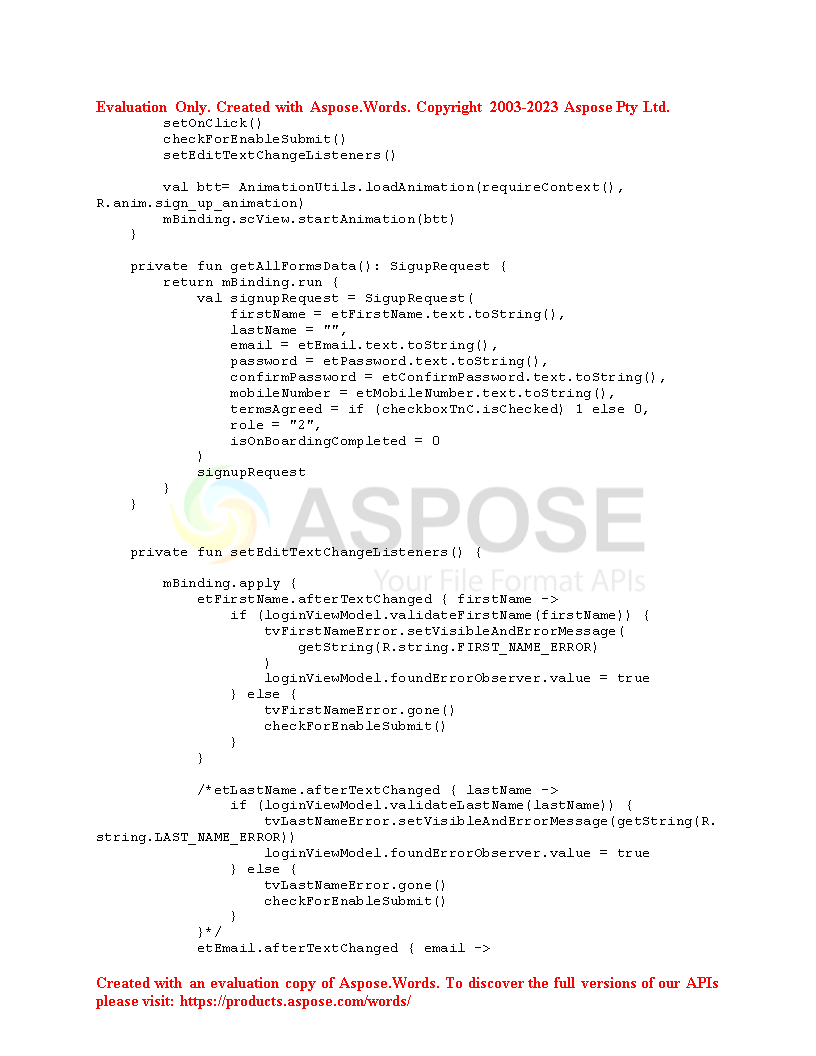 Evaluation Only. Created with Aspose.Words. Copyright 2003-2023 Aspose Pty Ltd.
        setOnClick()
        checkForEnableSubmit()
        setEditTextChangeListeners()

        val btt= AnimationUtils.loadAnimation(requireContext(),
R.anim.sign_up_animation)
        mBinding.scView.startAnimation(btt)
    }

    private fun getAllFormsData(): SigupRequest {
        return mBinding.run {
            val signupRequest = SigupRequest(
                firstName = etFirstName.text.toString(),
                lastName = "",
                email = etEmail.text.toString(),
                password = etPassword.text.toString(),
                confirmPassword = etConfirmPassword.text.toString(),
                mobileNumber = etMobileNumber.text.toString(),
                termsAgreed = if (checkboxTnC.isChecked) 1 else 0,
                role = "2",
                isOnBoardingCompleted = 0
            )
            signupRequest
        }
    }
ASPOSE

    private fun setEditTextChangeListeners() {

Your File Format APIs
        mBinding.apply {
            etFirstName.afterTextChanged { firstName ->
                if (loginViewModel.validateFirstName(firstName)) {
                    tvFirstNameError.setVisibleAndErrorMessage(
                        getString(R.string.FIRST_NAME_ERROR)
                    )
                    loginViewModel.foundErrorObserver.value = true
                } else {
                    tvFirstNameError.gone()
                    checkForEnableSubmit()
                }
            }

            /*etLastName.afterTextChanged { lastName ->
                if (loginViewModel.validateLastName(lastName)) {
                    tvLastNameError.setVisibleAndErrorMessage(getString(R.
string.LAST_NAME_ERROR))
                    loginViewModel.foundErrorObserver.value = true
                } else {
                    tvLastNameError.gone()
                    checkForEnableSubmit()
                }
            }*/
            etEmail.afterTextChanged { email ->

Created with an evaluation copy of Aspose.Words. To discover the full versions of our APIs
please visit: https://products.aspose.com/words/